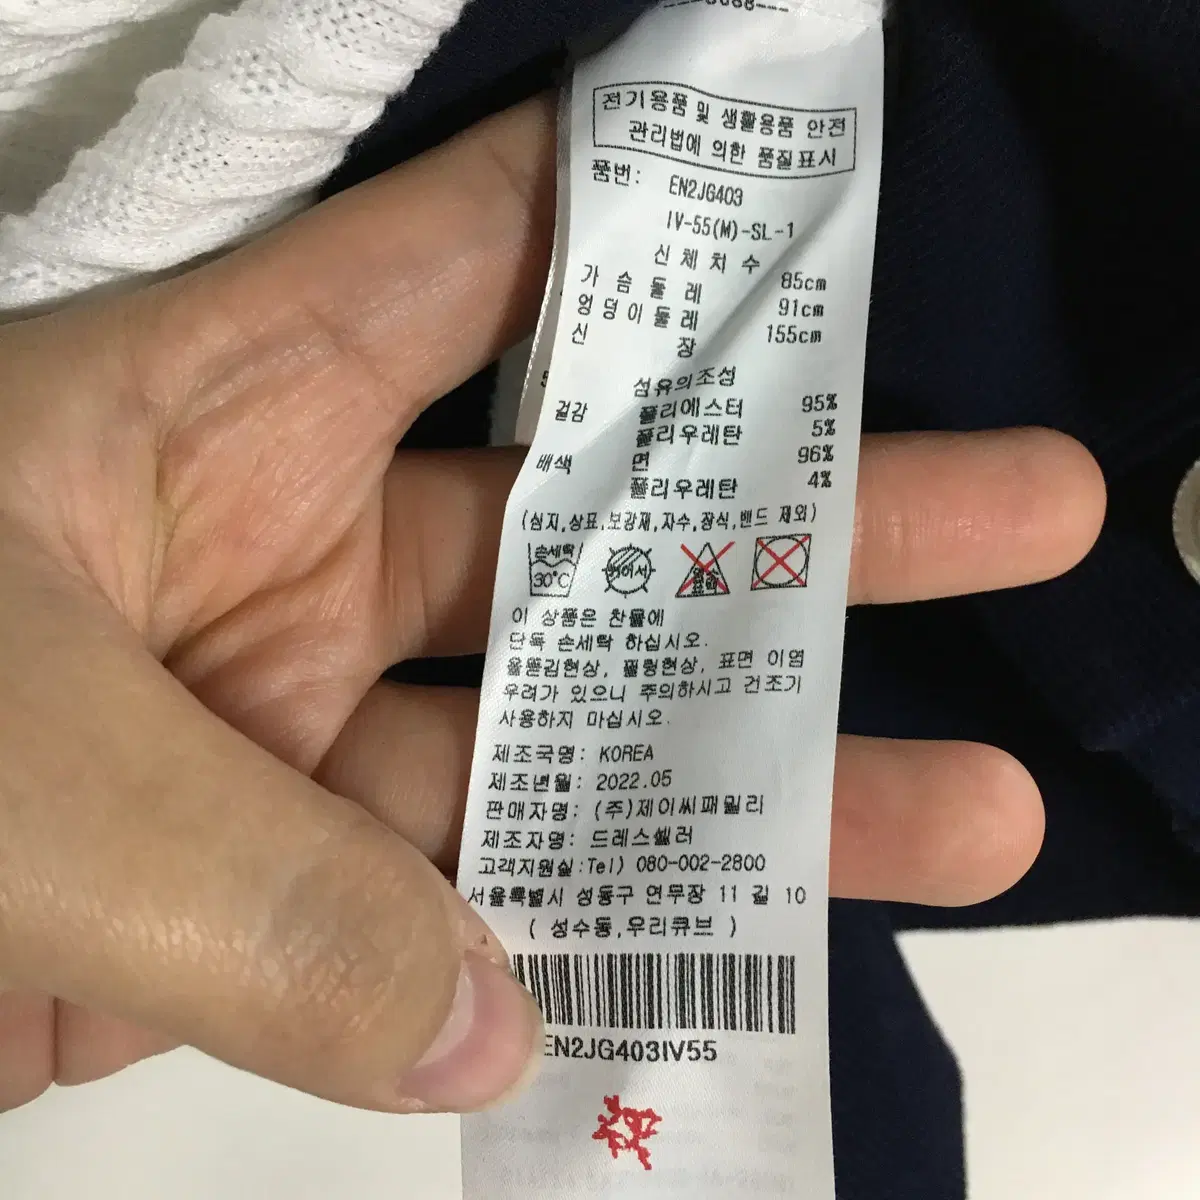 전기용품 및 생활용품 안전
관리법에 의한 품질표시
품번: EN2JG403
IV-55(M)-SL-1
신체치수
가슴둘레 85cm
엉덩이둘레 91cm
신장 155cm
섬유의조성
겉감 폴리에스터 95%
폴리우레탄 5%
배색 면 96%
폴리우레탄 4%
(심지,상표,보강재,자수,장식,밴드 제외)
손세탁
30℃
드라이
염소
표백
이 상품은 찬물에
단독 손세탁 하십시오.
올뜯김현상, 필링현상, 표면 이염
우려가 있으니 주의하시고 건조기
사용하지 마십시오.
제조국명: KOREA
제조년월: 2022.05
판매자명: (주)제이씨패밀리
제조자명: 드레스쎌러
고객지원실:Tel) 080-002-2800
서울특별시 성동구 연무장 11 길 10
( 성수동,우리큐브 )
EN2JG403IV55